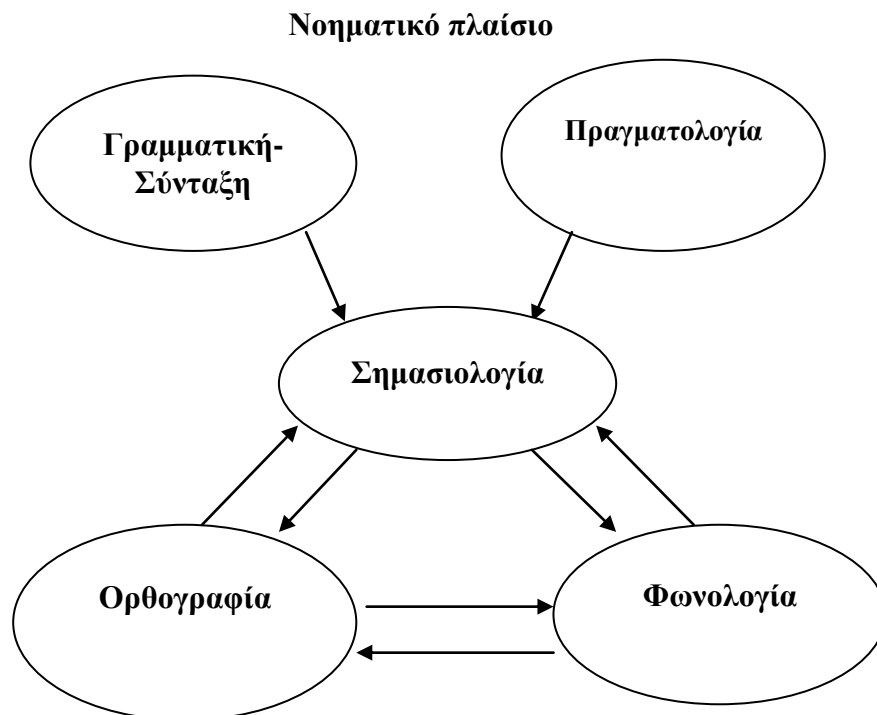 Νοηματικό πλαίσιο
Γραμματική-
Σύνταξη
Πραγματολογία
Σημασιολογία
Ορθογραφία
Φωνολογία